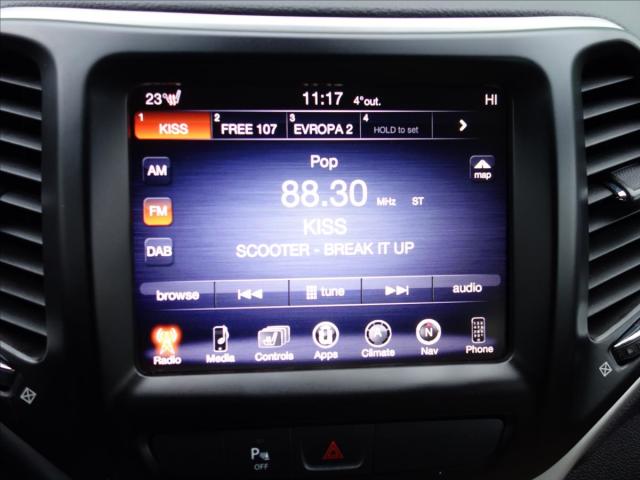 23° 11:17 4°out. HI
1 KISS 2 FREE 107 3 EVROPA 2 4 HOLD to set
AM Pop map
88.30 MHz ST
FM KISS
DAB SCOOTER - BREAK IT UP
browse tune audio
Radio Media Controls Apps Climate Nav Phone
P OFF